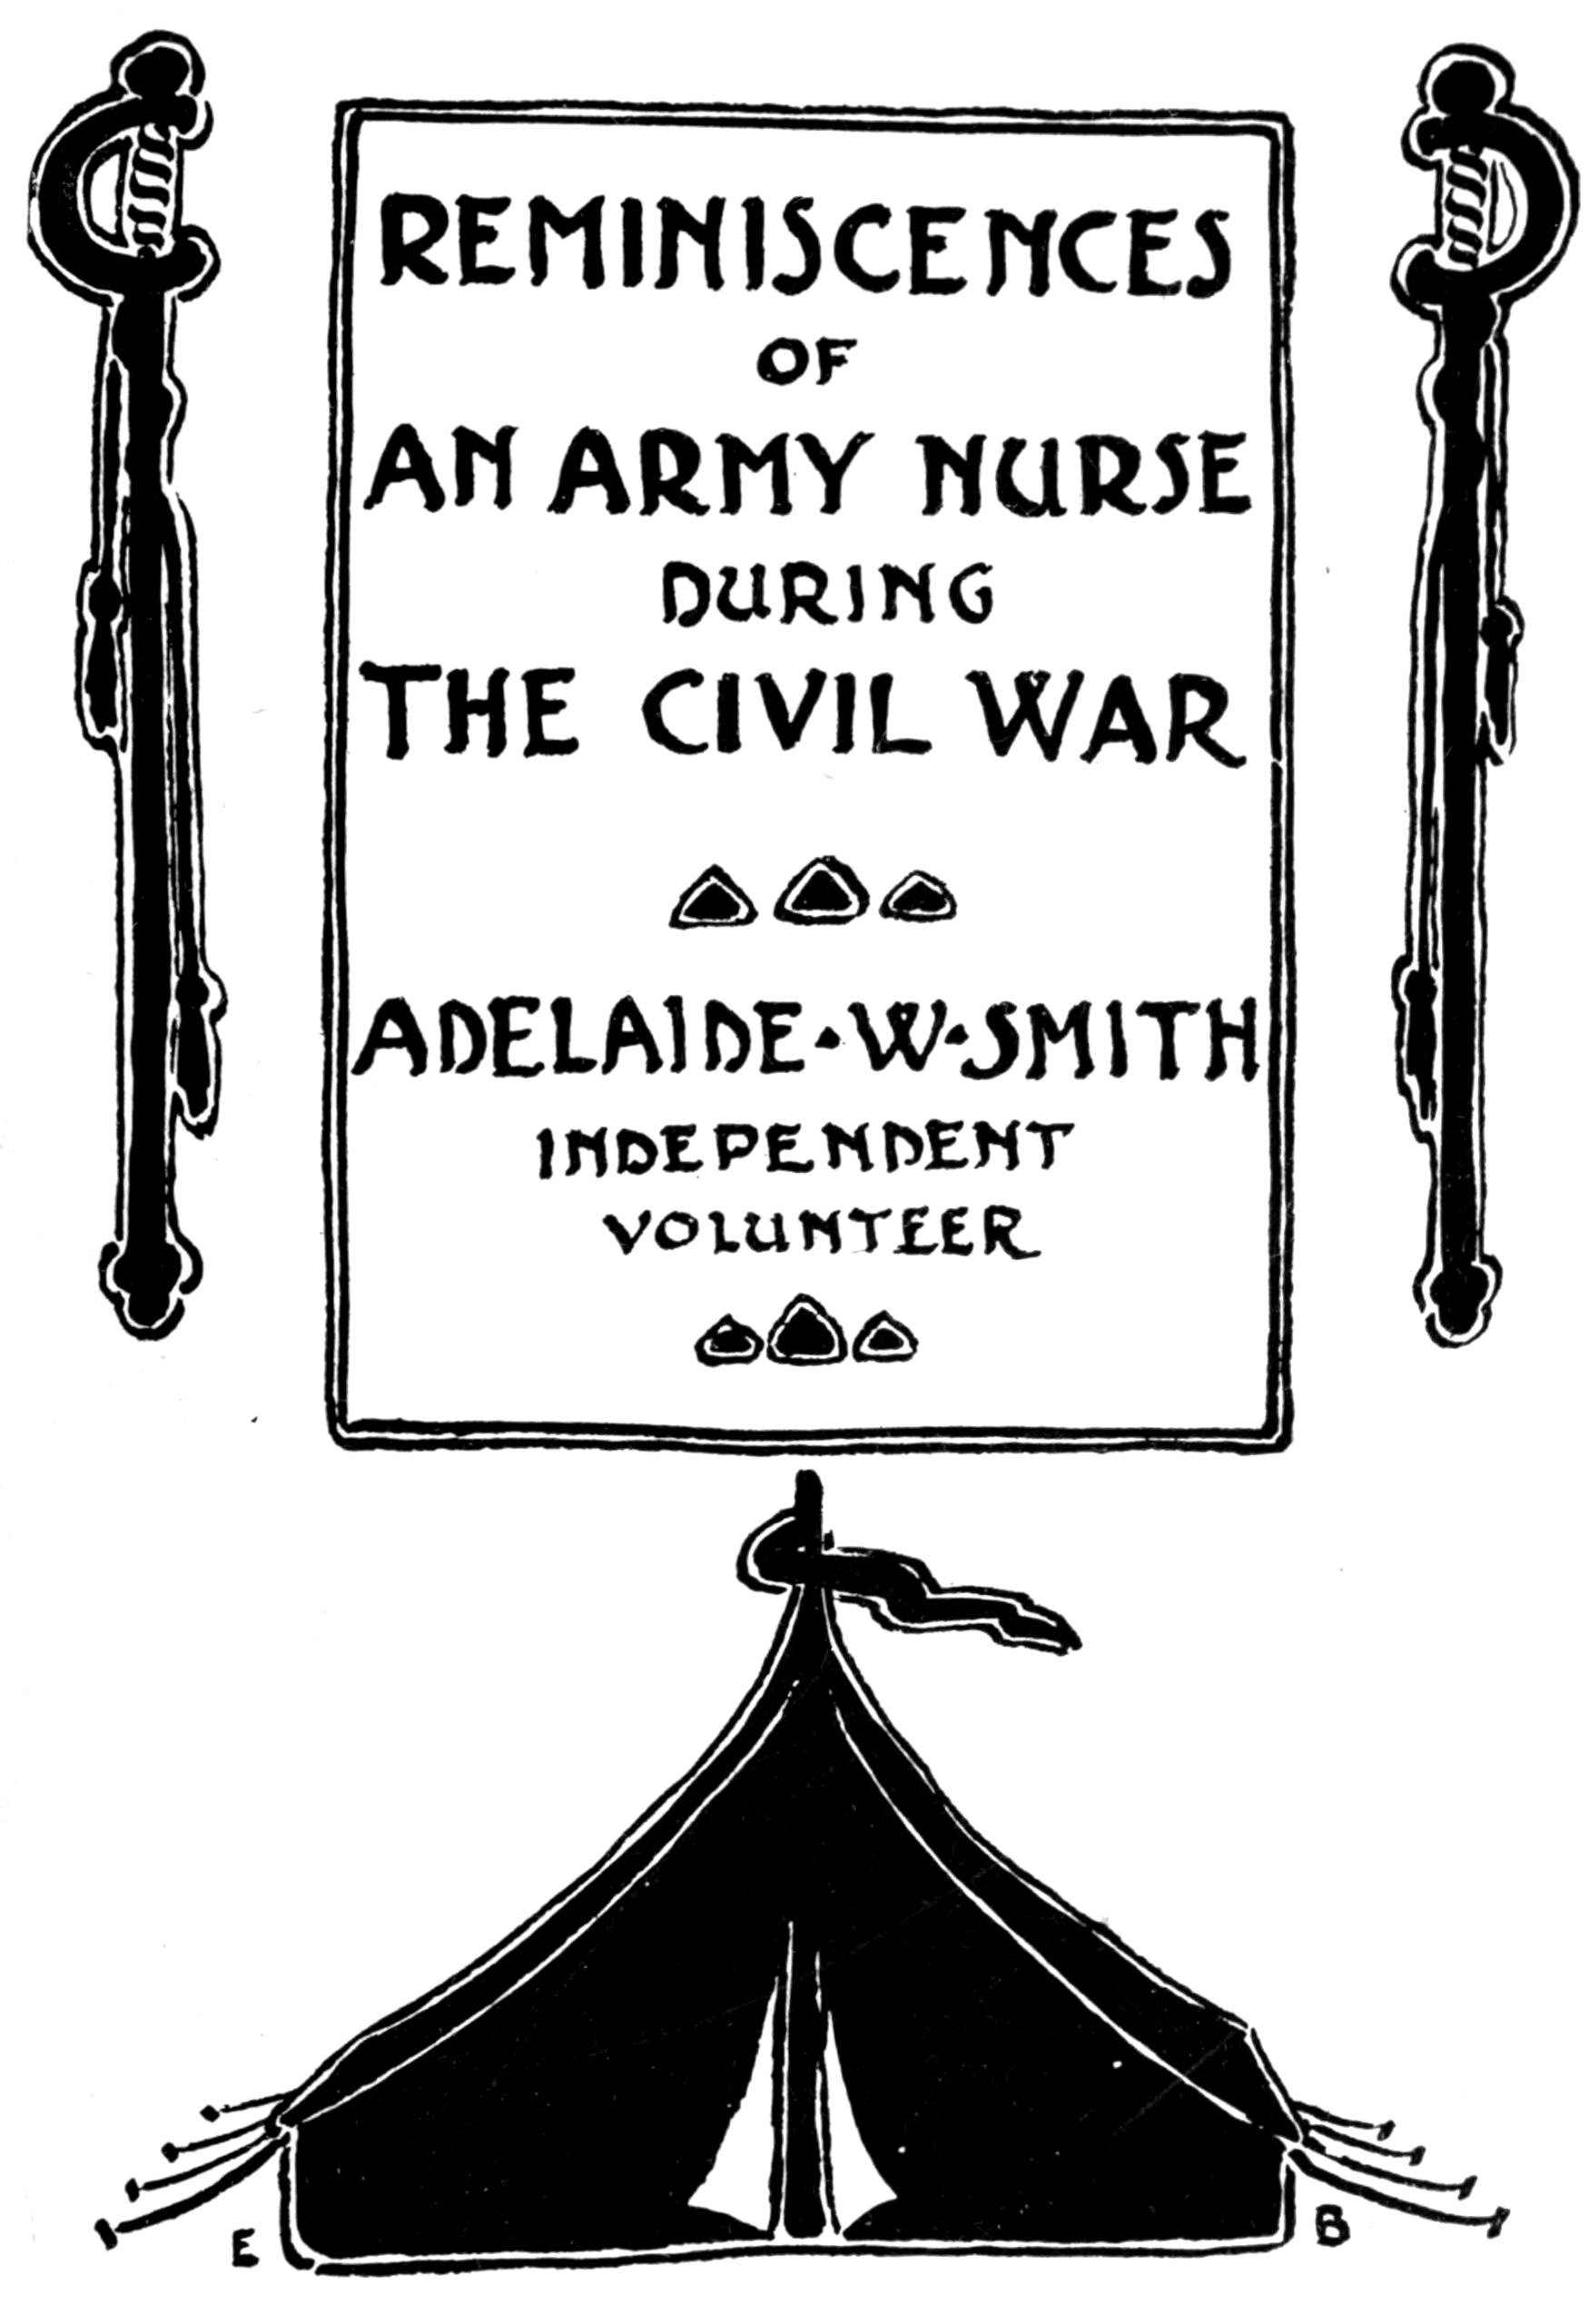 REMINISCENCES
OF
AN ARMY NURSE
DURING
THE CIVIL WAR
ADELAIDE·W·SMITH
INDEPENDENT
VOLUNTEER
E B